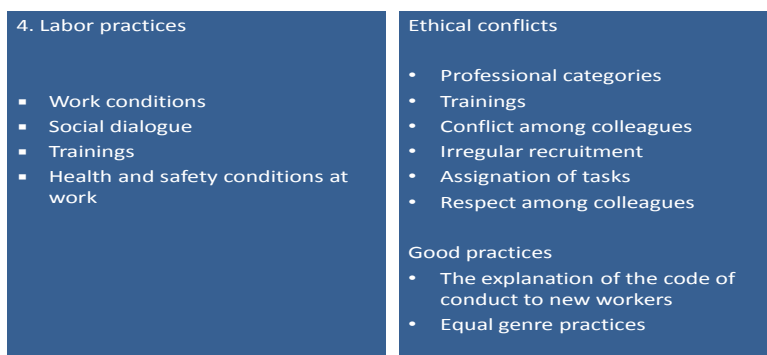 4. Labor practices
▪ Work conditions
▪ Social dialogue
▪ Trainings
▪ Health and safety conditions at
work
Ethical conflicts
• Professional categories
• Trainings
• Conflict among colleagues
• Irregular recruitment
• Assignation of tasks
• Respect among colleagues
Good practices
• The explanation of the code of
conduct to new workers
• Equal genre practices